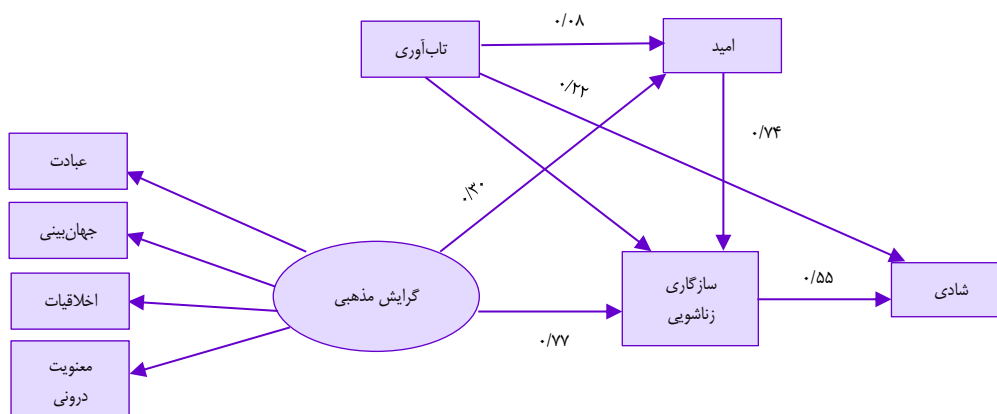 ۰/۰۸
تاب‌آوری
امید
۰/۲۲
۰/۷۴
عبادت
۰/۳۰
جهان‌بینی
اخلاقیات
گرایش مذهبی
سازگاری
زناشویی
۰/۵۵
شادی
۰/۷۷
معنویت
درونی